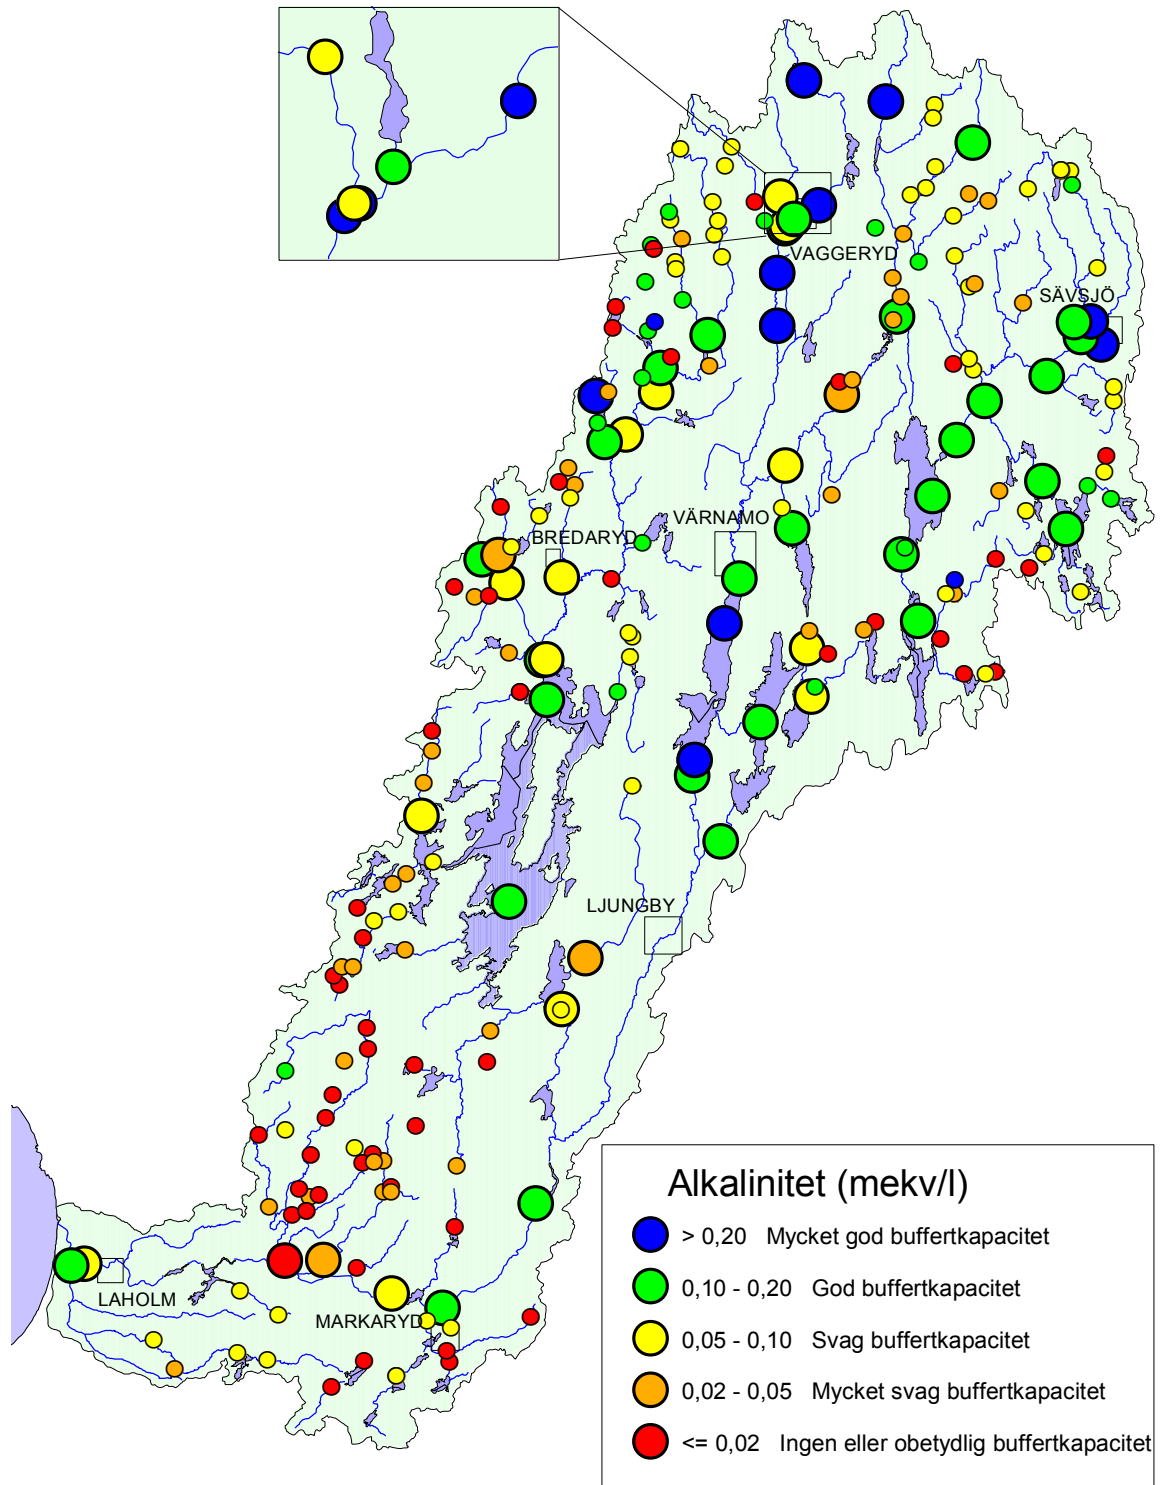 VAGGERYD
SÄVSJÖ
VÄRNAMO
BREDARYD
LJUNGBY
LAHOLM
MARKARYD
Alkalinitet (mekv/l)
> 0,20 Mycket god buffertkapacitet
0,10 - 0,20 God buffertkapacitet
0,05 - 0,10 Svag buffertkapacitet
0,02 - 0,05 Mycket svag buffertkapacitet
<= 0,02 Ingen eller obetydlig buffertkapacitet